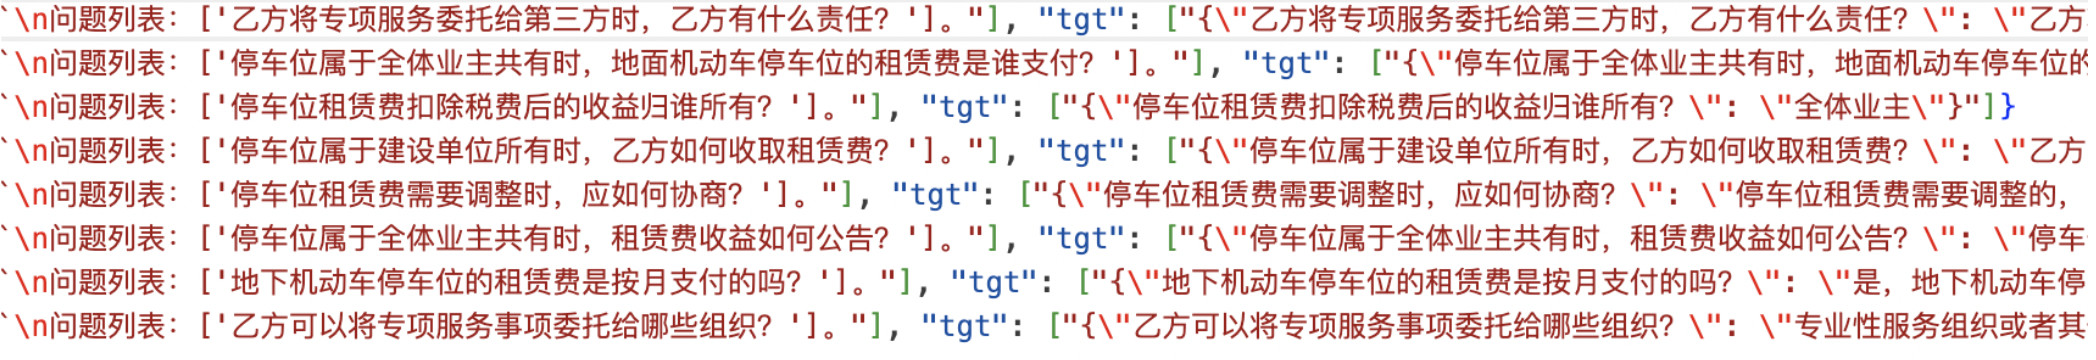 `\n问题列表：['乙方将专项服务委托给第三方时，乙方有什么责任？']。"], "tgt": ["{\"乙方将专项服务委托给第三方时，乙方有什么责任？\": \"乙方
`\n问题列表：['停车位属于全体业主共有时，地面机动车停车位的租赁费是谁支付？']。"], "tgt": ["{\"停车位属于全体业主共有时，地面机动车停车位的
`\n问题列表：['停车位租赁费扣除税费后的收益归谁所有？']。"], "tgt": ["{\"停车位租赁费扣除税费后的收益归谁所有？\": \"全体业主\"}"]}
`\n问题列表：['停车位属于建设单位所有时，乙方如何收取租赁费？']。"], "tgt": ["{\"停车位属于建设单位所有时，乙方如何收取租赁费？\": \"乙方
`\n问题列表：['停车位租赁费需要调整时，应如何协商？']。"], "tgt": ["{\"停车位租赁费需要调整时，应如何协商？\": \"停车位租赁费需要调整的，
`\n问题列表：['停车位属于全体业主共有时，租赁费收益如何公告？']。"], "tgt": ["{\"停车位属于全体业主共有时，租赁费收益如何公告？\": \"停车
`\n问题列表：['地下机动车停车位的租赁费是按月支付的吗？']。"], "tgt": ["{\"地下机动车停车位的租赁费是按月支付的吗？\": \"是，地下机动车停
`\n问题列表：['乙方可以将专项服务事项委托给哪些组织？']。"], "tgt": ["{\"乙方可以将专项服务事项委托给哪些组织？\": \"专业性服务组织或者其